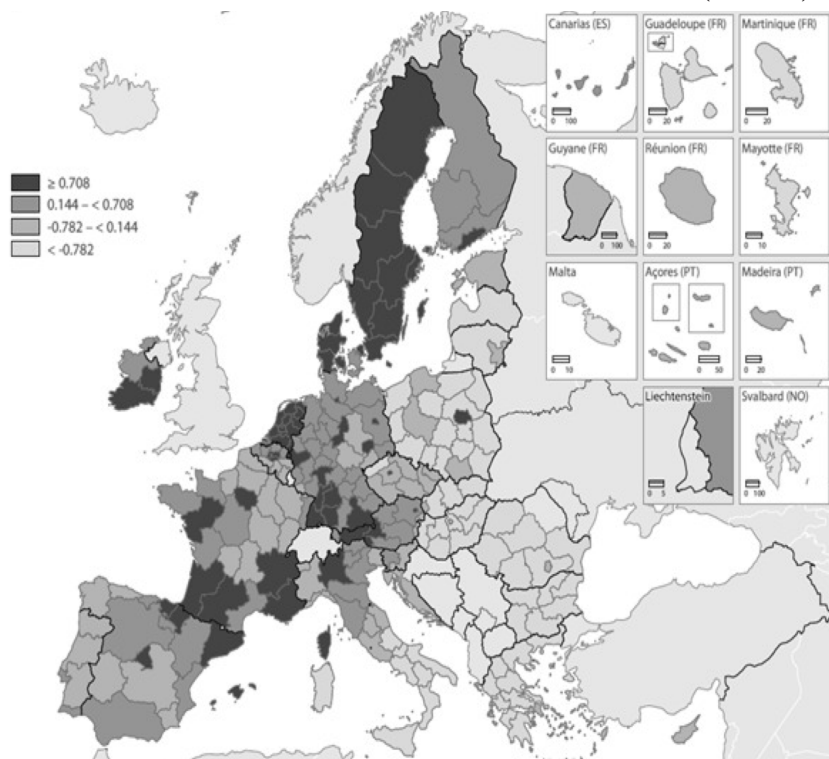 Canarias (ES)
0 100
Guadeloupe (FR)
0 20
Martinique (FR)
0 20
Guyane (FR)
0 100
Réunion (FR)
0 20
Mayotte (FR)
0 10
Malta
0 10
Açores (PT)
0 50
Madeira (PT)
0 20
Liechtenstein
0 5
Svalbard (NO)
0 100
≥ 0.708
0.144 – < 0.708
-0.782 – < 0.144
< -0.782